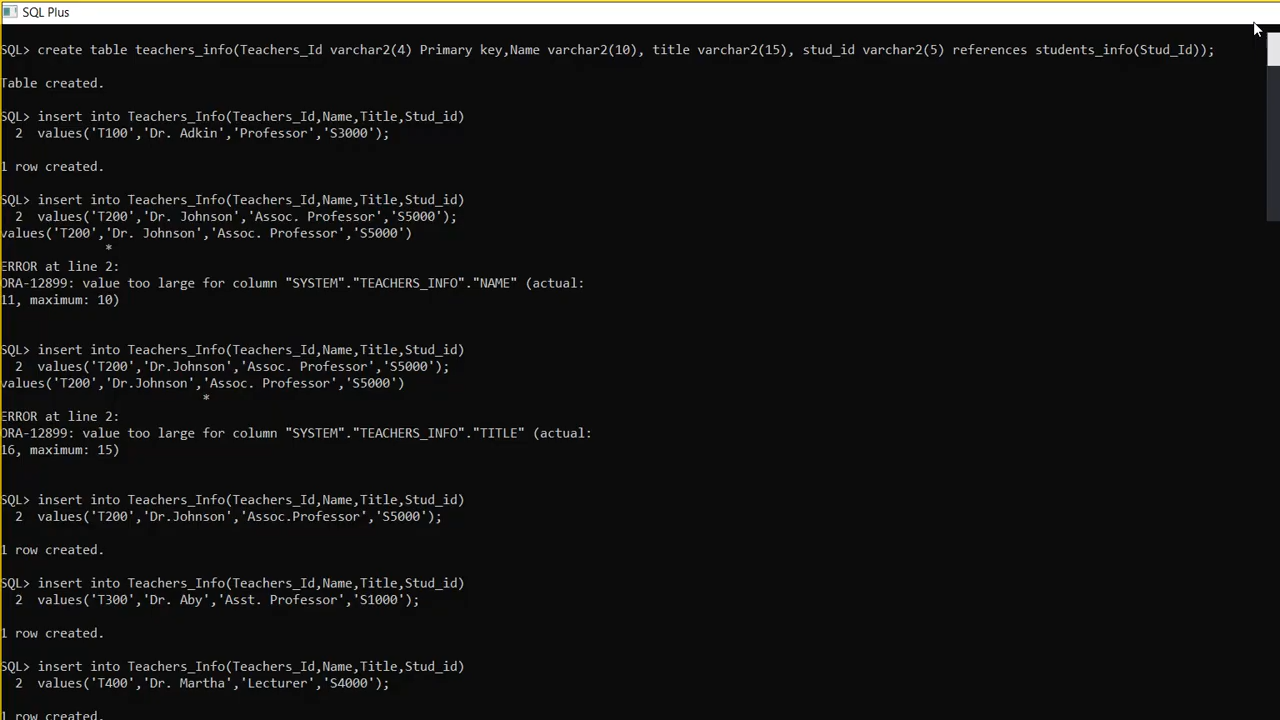 SQL Plus
SQL> create table teachers_info(Teachers_Id varchar2(4) Primary key,Name varchar2(10), title varchar2(15), stud_id varchar2(5) references students_info(Stud_Id));
Table created.
SQL> insert into Teachers_Info(Teachers_Id,Name,Title,Stud_id)
2 values('T100','Dr. Adkin','Professor','S3000');
1 row created.
SQL> insert into Teachers_Info(Teachers_Id,Name,Title,Stud_id)
2 values('T200','Dr. Johnson','Assoc. Professor','S5000');
values('T200','Dr. Johnson','Assoc. Professor','S5000')
*
ERROR at line 2:
ORA-12899: value too large for column "SYSTEM"."TEACHERS_INFO"."NAME" (actual:
11, maximum: 10)
SQL> insert into Teachers_Info(Teachers_Id,Name,Title,Stud_id)
2 values('T200','Dr.Johnson','Assoc. Professor','S5000');
values('T200','Dr.Johnson','Assoc. Professor','S5000')
*
ERROR at line 2:
ORA-12899: value too large for column "SYSTEM"."TEACHERS_INFO"."TITLE" (actual:
16, maximum: 15)
SQL> insert into Teachers_Info(Teachers_Id,Name,Title,Stud_id)
2 values('T200','Dr.Johnson','Assoc.Professor','S5000');
1 row created.
SQL> insert into Teachers_Info(Teachers_Id,Name,Title,Stud_id)
2 values('T300','Dr. Aby','Asst. Professor','S1000');
1 row created.
SQL> insert into Teachers_Info(Teachers_Id,Name,Title,Stud_id)
2 values('T400','Dr. Martha','Lecturer','S4000');
1 row created.